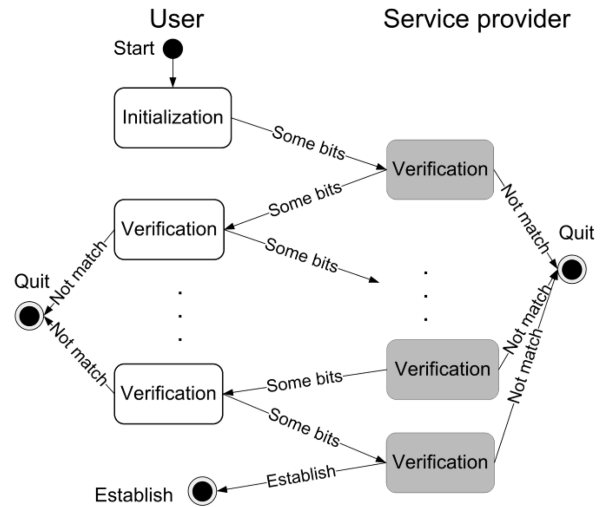 User
Service provider
Start
Initialization
Some bits
Verification
Some bits
Not match
Verification
Some bits
Quit
Quit
Not match
Not match
Not match
Not match
Some bits
Verification
Verification
Some bits
Verification
Establish
Establish